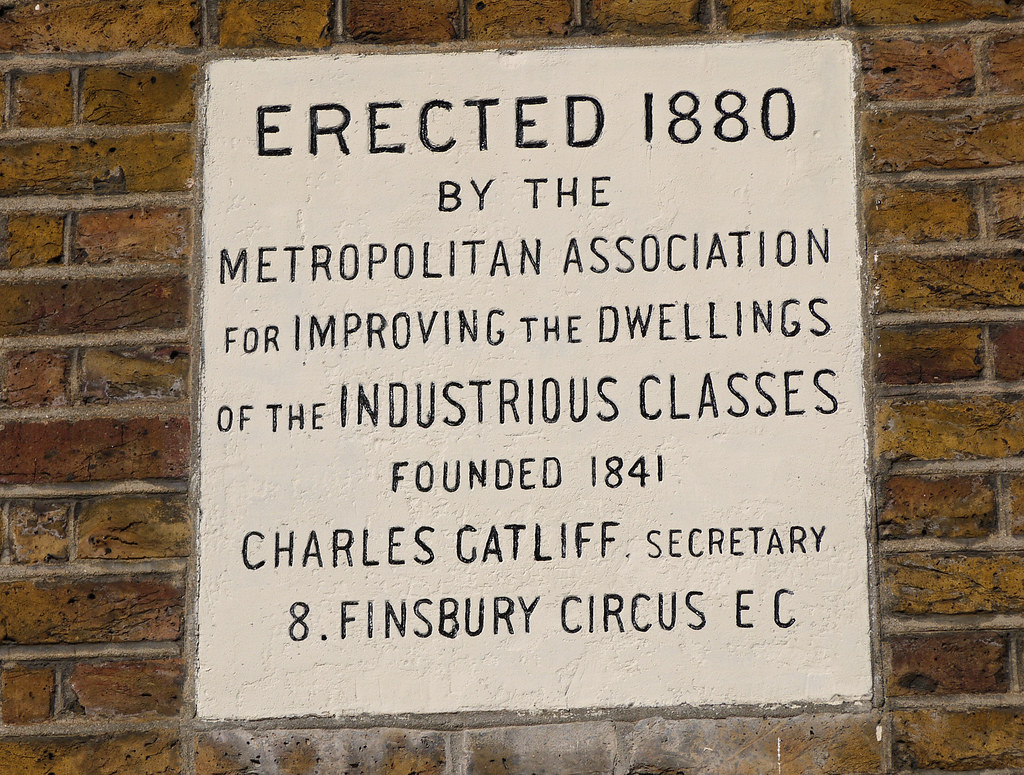 ERECTED 1880
BY THE
METROPOLITAN ASSOCIATION
FOR IMPROVING THE DWELLINGS
OF THE INDUSTRIOUS CLASSES
FOUNDED 1841
CHARLES GATLIFF. SECRETARY
8. FINSBURY CIRCUS E C